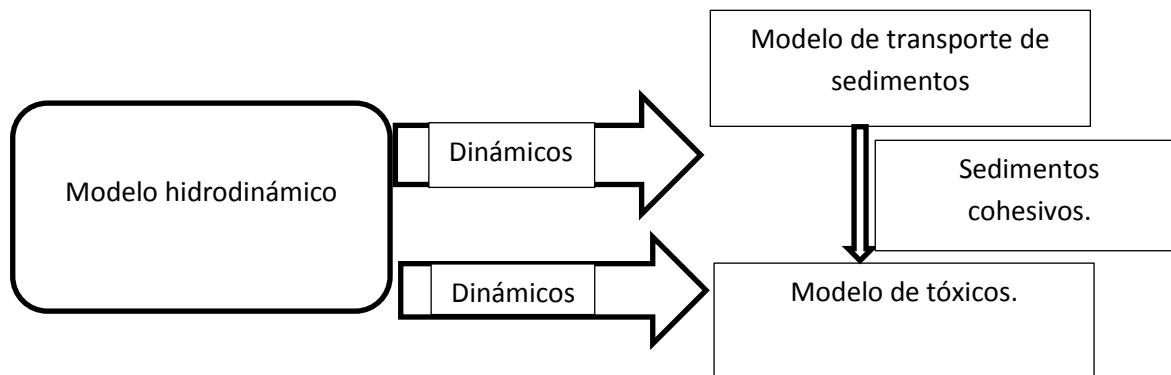 Modelo hidrodinámico
Dinámicos
Dinámicos
Modelo de transporte de
sedimentos
Sedimentos
cohesivos.
Modelo de tóxicos.